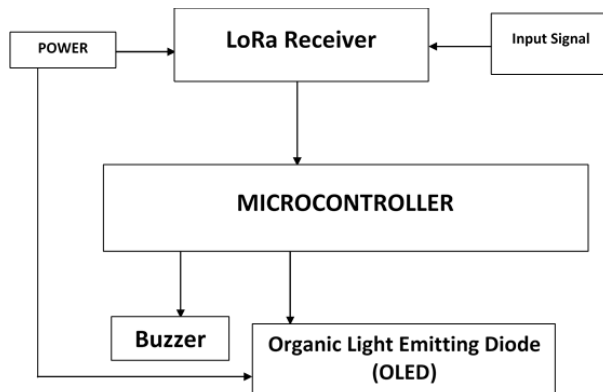 POWER
LoRa Receiver
Input Signal
MICROCONTROLLER
Buzzer
Organic Light Emitting Diode
(OLED)